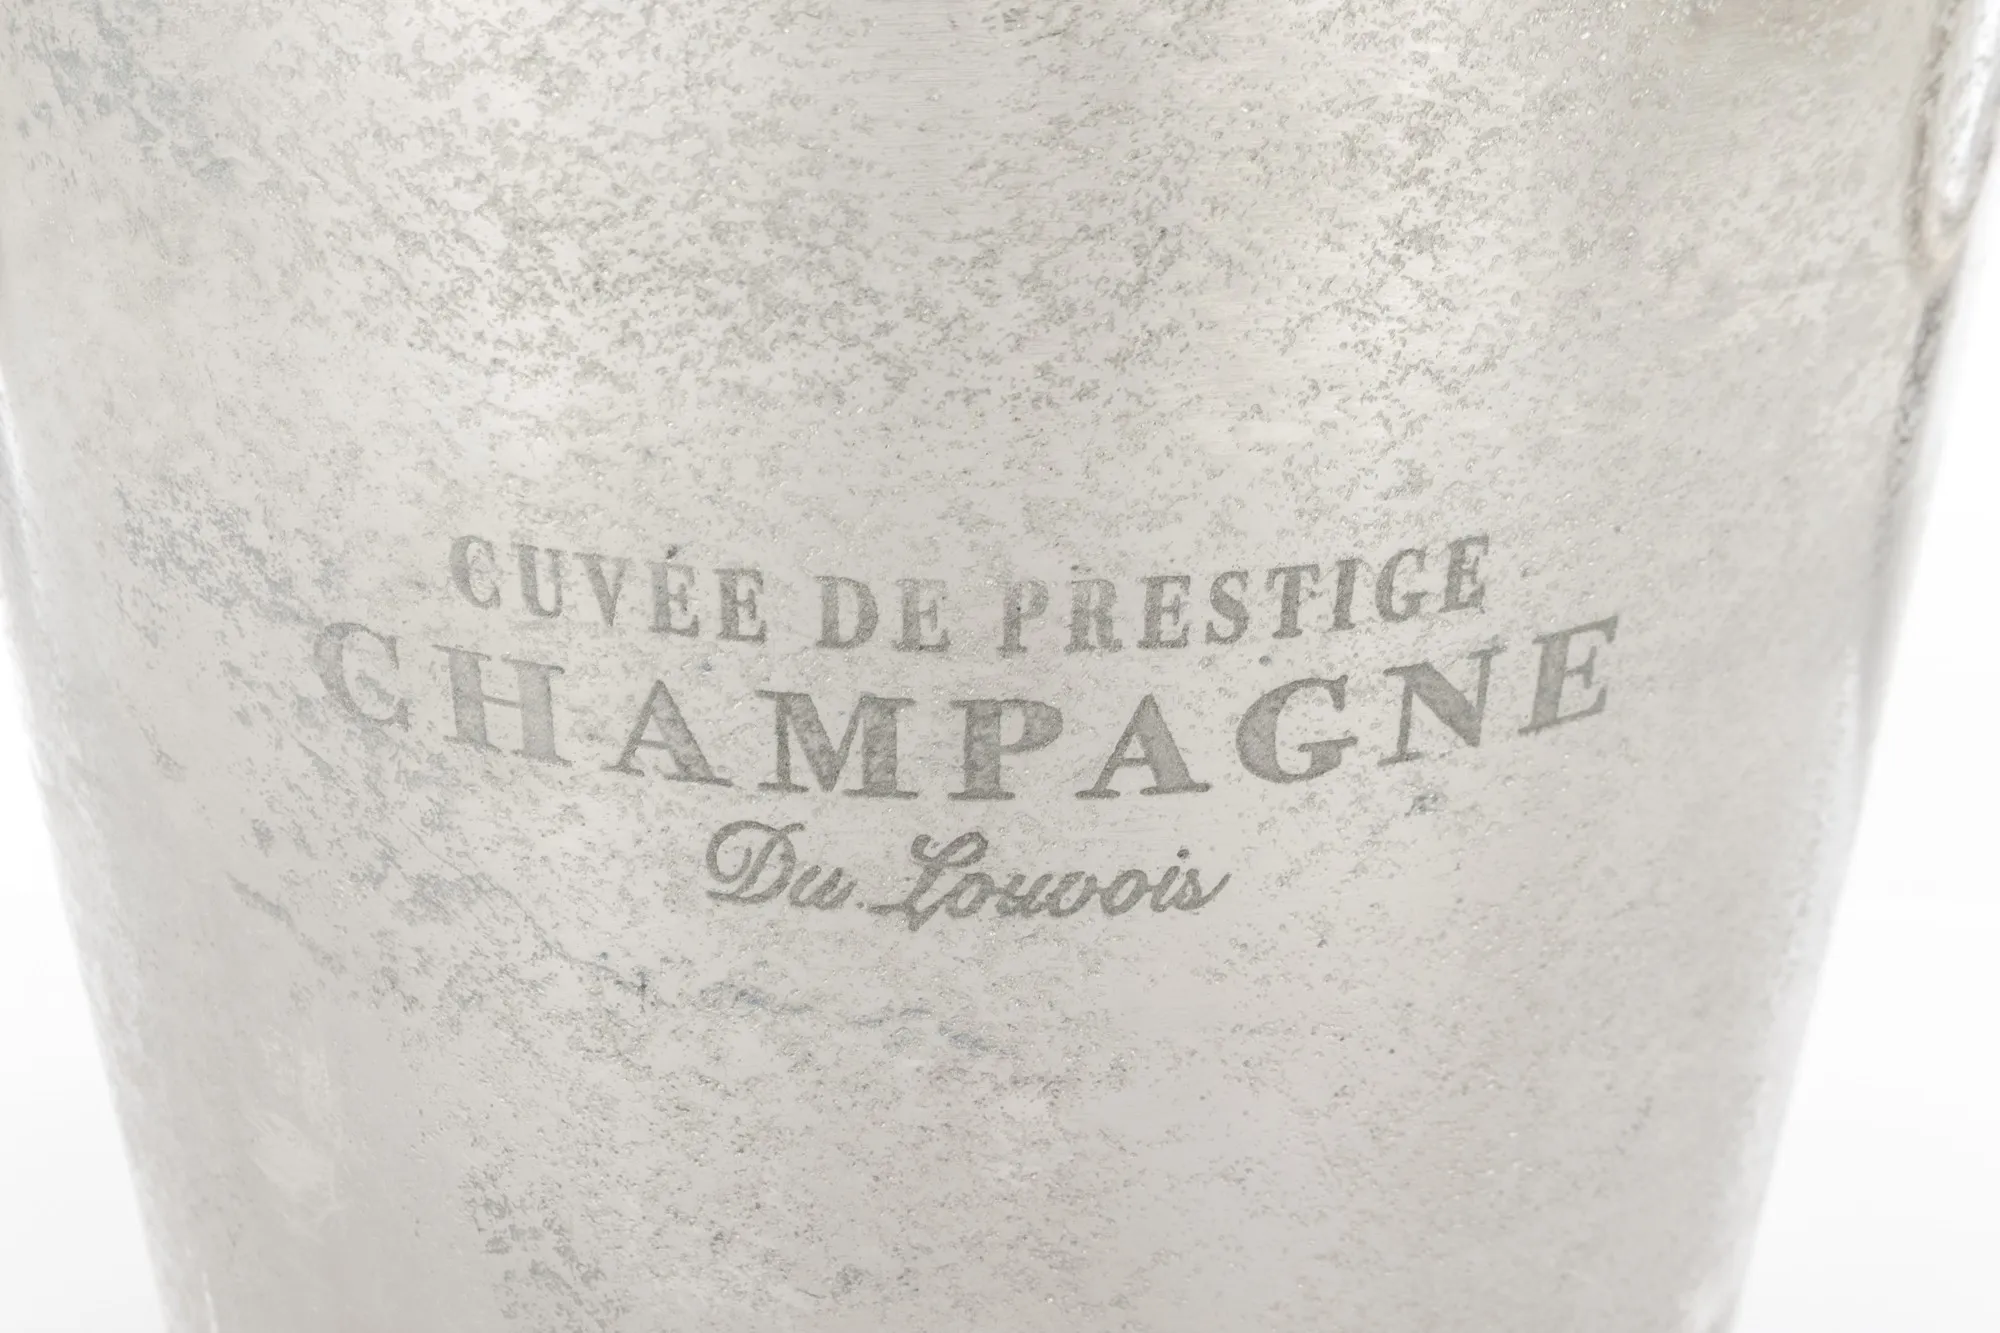 CUVÉE DE PRESTIGE
CHAMPAGNE
Du Louvois